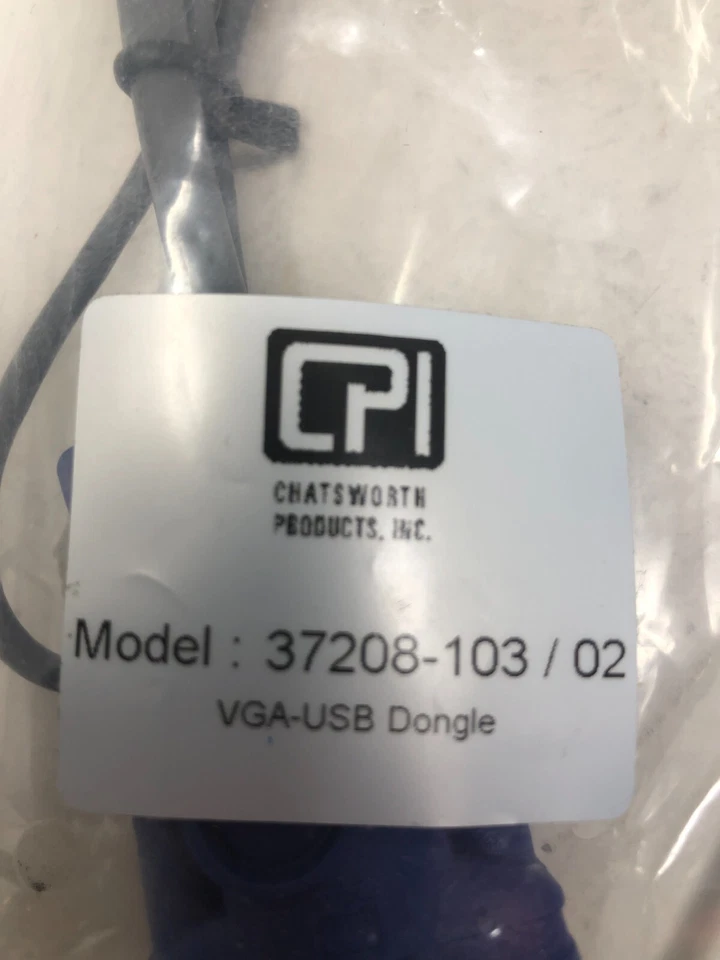 CPI
CHATSWORTH
PRODUCTS, INC.
Model : 37208-103 / 02
VGA-USB Dongle